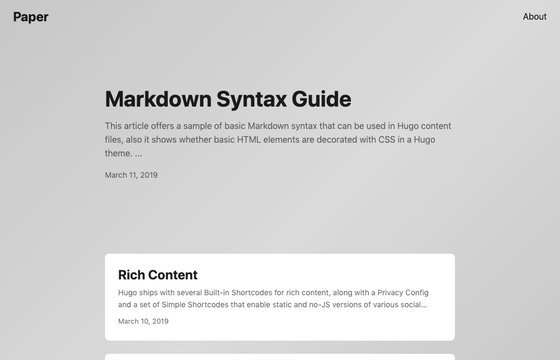 Paper
About
Markdown Syntax Guide
This article offers a sample of basic Markdown syntax that can be used in Hugo content
files, also it shows whether basic HTML elements are decorated with CSS in a Hugo
theme. ...
March 11, 2019
Rich Content
Hugo ships with several Built-in Shortcodes for rich content, along with a Privacy Config
and a set of Simple Shortcodes that enable static and no-JS versions of various social...
March 10, 2019